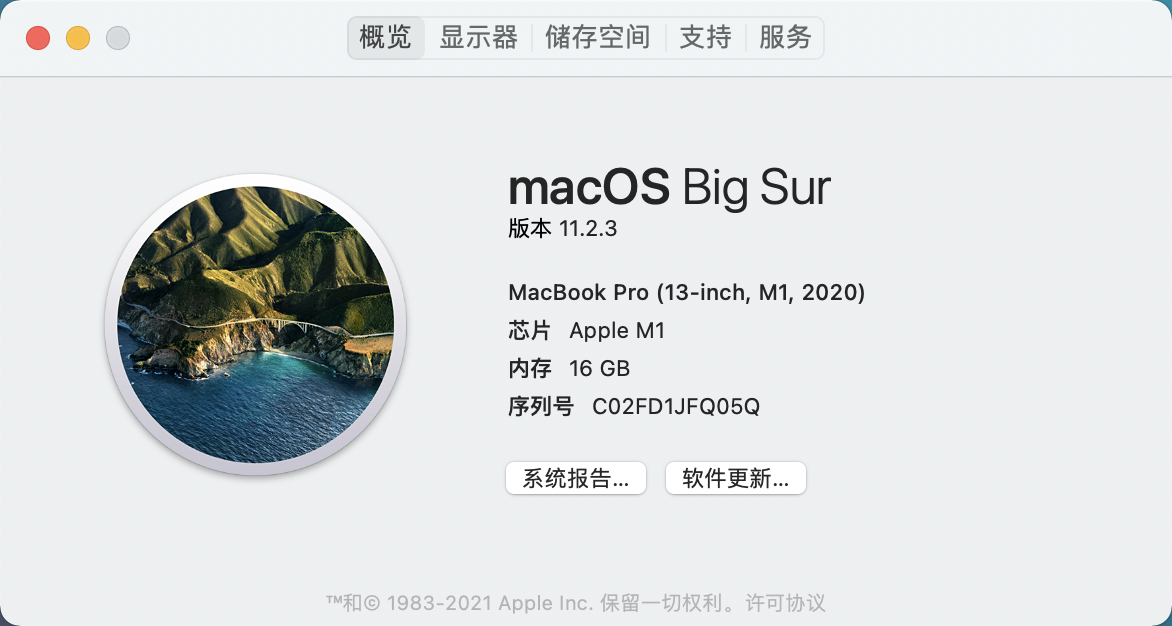 概览 显示器 储存空间 支持 服务
macOS Big Sur
版本 11.2.3
MacBook Pro (13-inch, M1, 2020)
芯片 Apple M1
内存 16 GB
序列号 C02FD1JFQ05Q
系统报告... 软件更新...
™和© 1983-2021 Apple Inc. 保留一切权利。许可协议